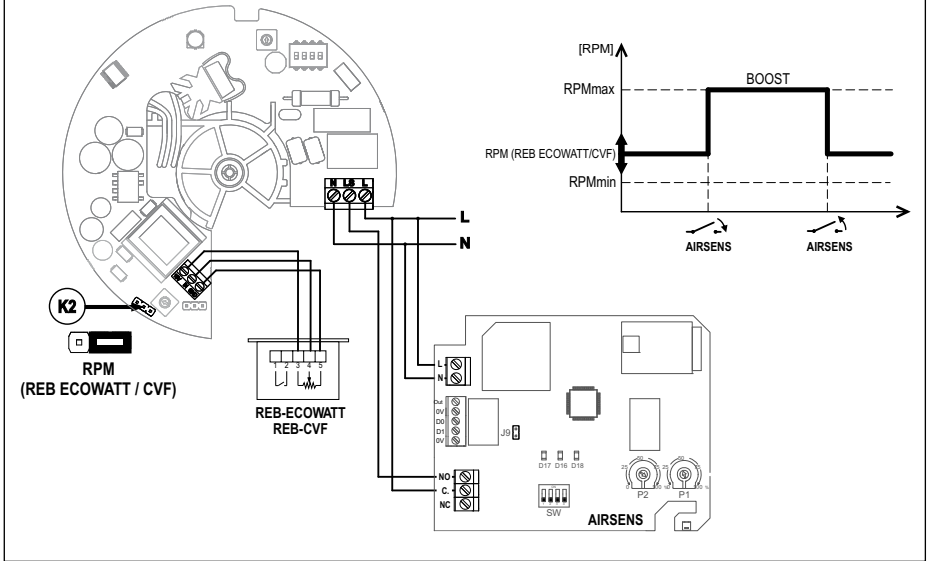 [RPM]
RPMmax
BOOST
RPM (REB ECOWATT/CVF)
RPMmin
AIRSENS
AIRSENS
N LS L
L
N
K2
RPM
(REB ECOWATT / CVF)
1 2 3 4 5
REB-ECOWATT
REB-CVF
L
N
Out
0V
D0
D1
0V
J9
D17 D16 D18
NO
C.
NC
SW
P2
P1
AIRSENS